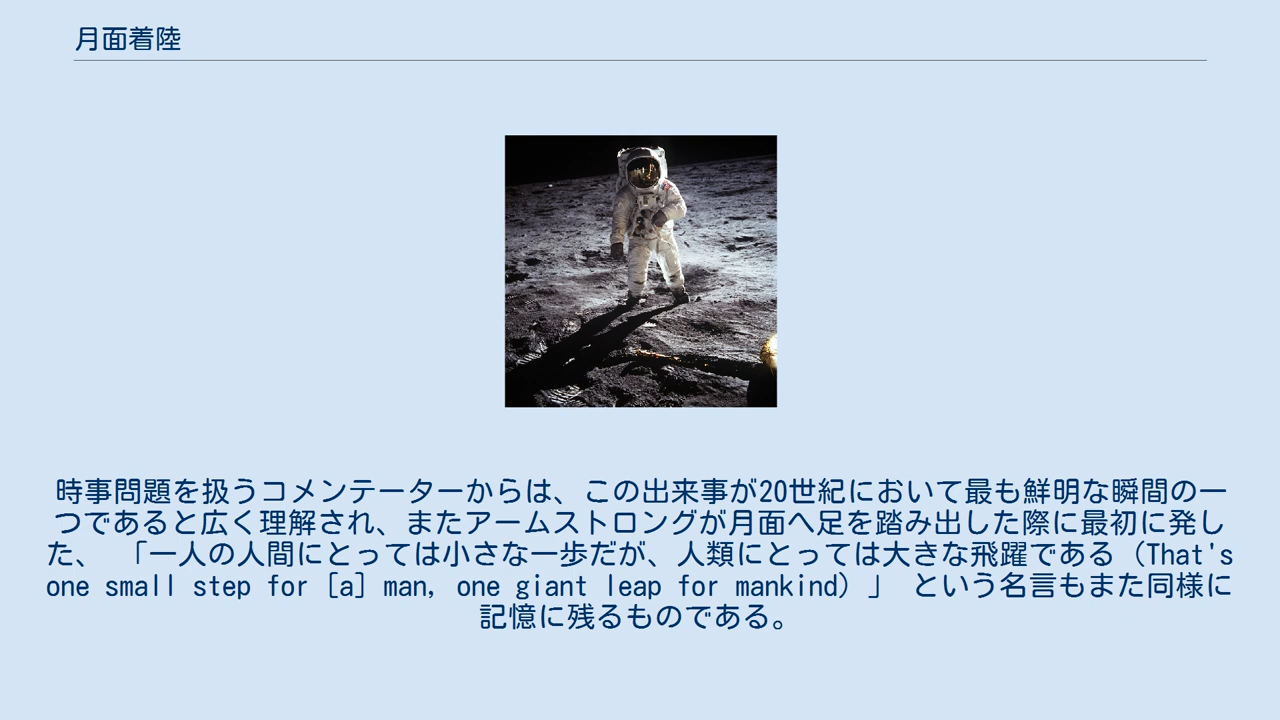 月面着陸
時事問題を扱うコメンテーターからは、この出来事が20世紀において最も鮮明な瞬間の一
つであると広く理解され、またアームストロングが月面へ足を踏み出した際に最初に発し
た、 「一人の人間にとっては小さな一歩だが、人類にとっては大きな飛躍である（That's
one small step for [a] man, one giant leap for mankind）」 という名言もまた同様に
記憶に残るものである。